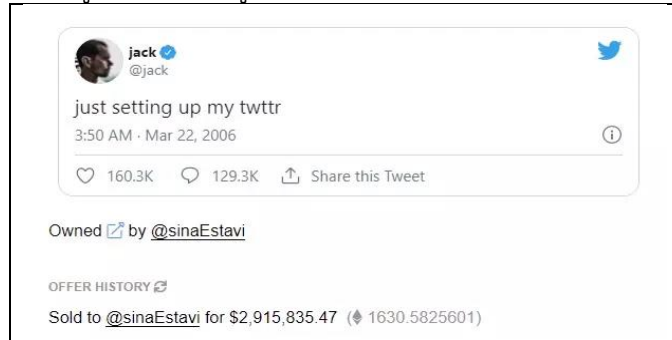 jack
@jack
just setting up my twttr
3:50 AM · Mar 22, 2006
160.3K 129.3K Share this Tweet
Owned by @sinaEstavi
OFFER HISTORY
Sold to @sinaEstavi for $2,915,835.47 (♦ 1630.5825601)